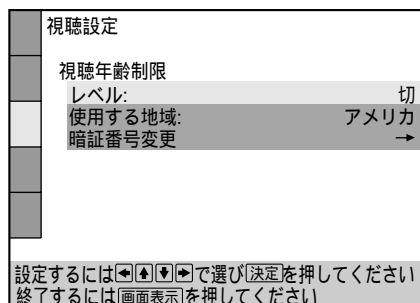 視聴設定
視聴年齢制限
レベル: 切
使用する地域: アメリカ
暗証番号変更 →
設定するには←↑↓→で選び決定を押してください
終了するには画面表示を押してください